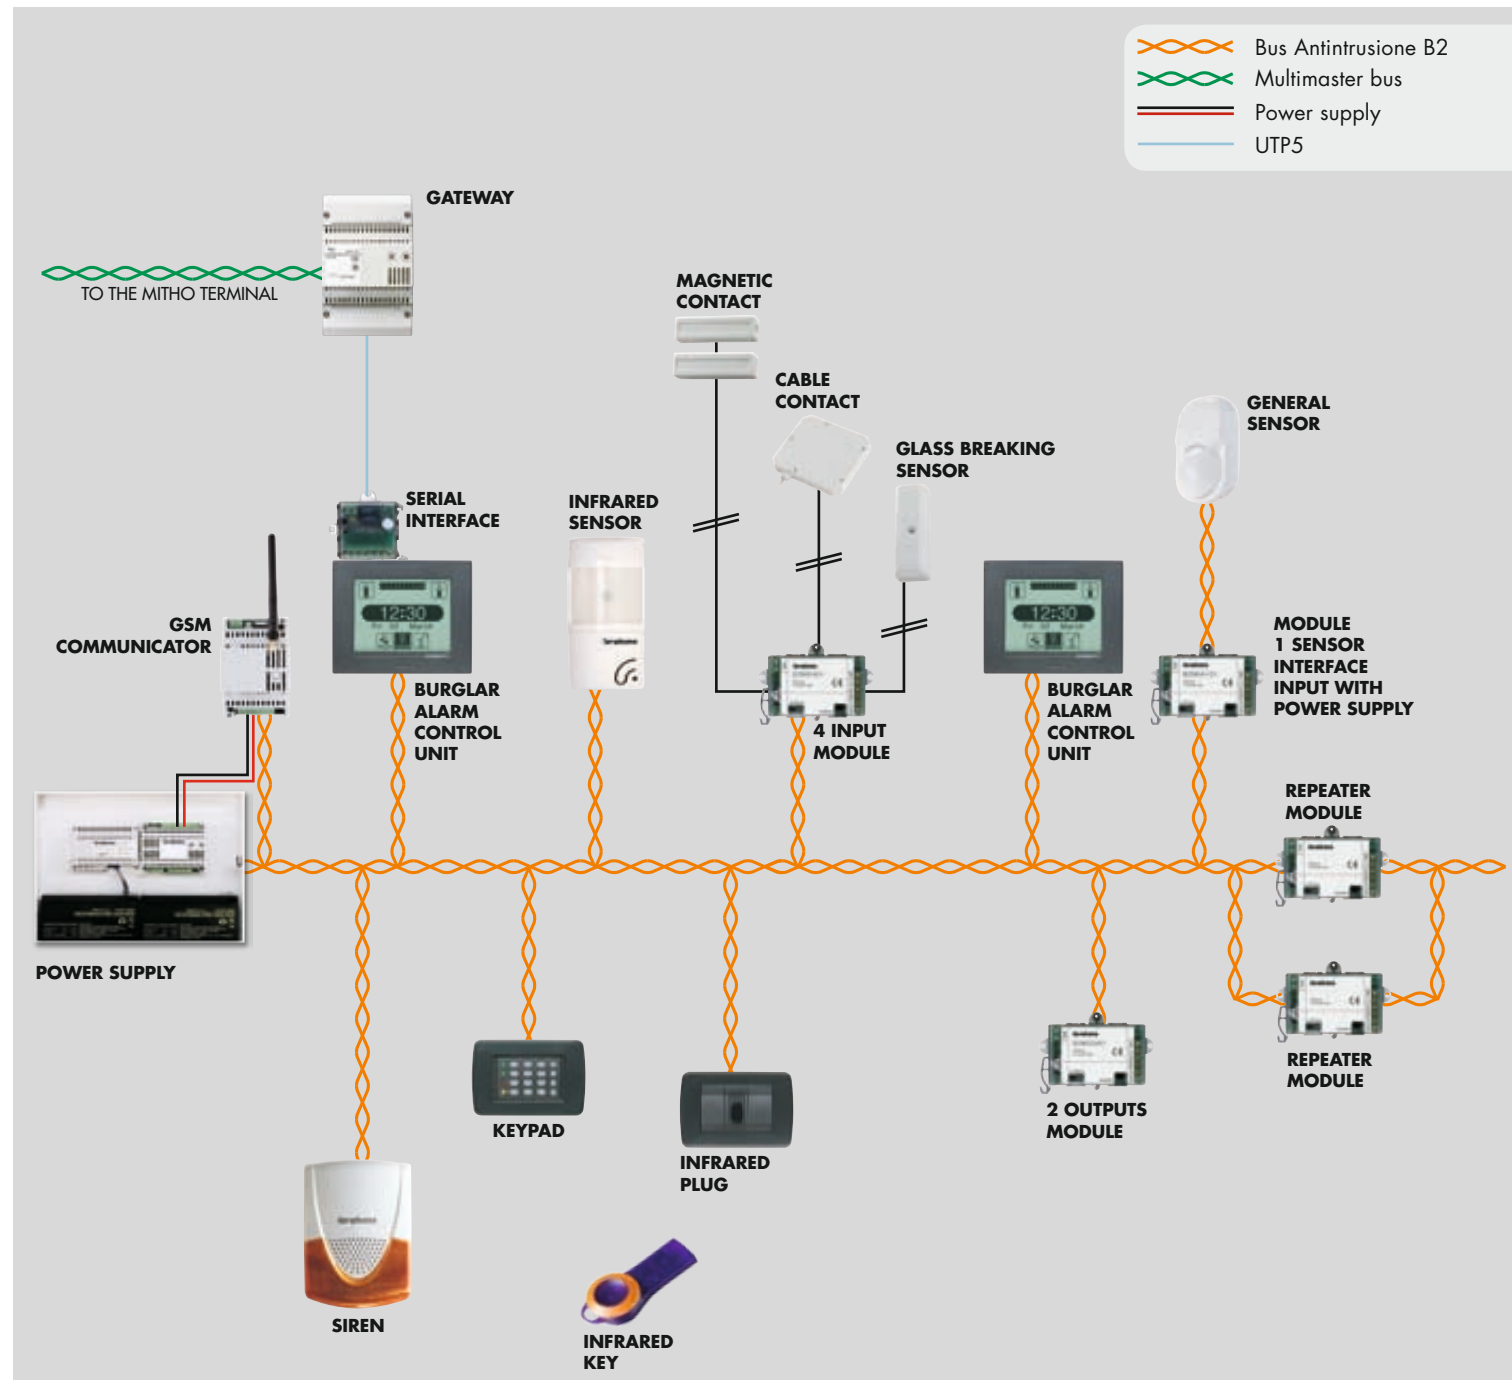 Bus Antintrusione B2
Multimaster bus
Power supply
UTP5
GATEWAY
TO THE MITHO TERMINAL
MAGNETIC
CONTACT
CABLE
CONTACT
GLASS BREAKING
SENSOR
GENERAL
SENSOR
SERIAL
INTERFACE
INFRARED
SENSOR
GSM
COMMUNICATOR
12:30
12:30
BURGLAR
ALARM
CONTROL
UNIT
4 INPUT
MODULE
BURGLAR
ALARM
CONTROL
UNIT
MODULE
1 SENSOR
INTERFACE
INPUT WITH
POWER SUPPLY
REPEATER
MODULE
POWER SUPPLY
KEYPAD
INFRARED
PLUG
2 OUTPUTS
MODULE
REPEATER
MODULE
SIREN
INFRARED
KEY